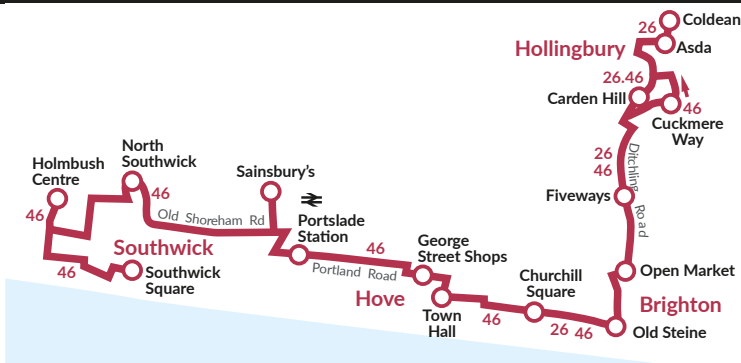 26
Coldean
Asda
Hollingbury
26.46
Carden Hill
46
Cuckmere
Way
26
46
Ditchling Road
Fiveways
Open Market
Brighton
Old Steine
26 46
Churchill
Square
46
Town
Hall
Hove
George
Street Shops
46
Portland Road
Portslade
Station
Sainsbury's
Old Shoreham Rd
46
North
Southwick
Holmbush
Centre
46
Southwick
46
Southwick
Square